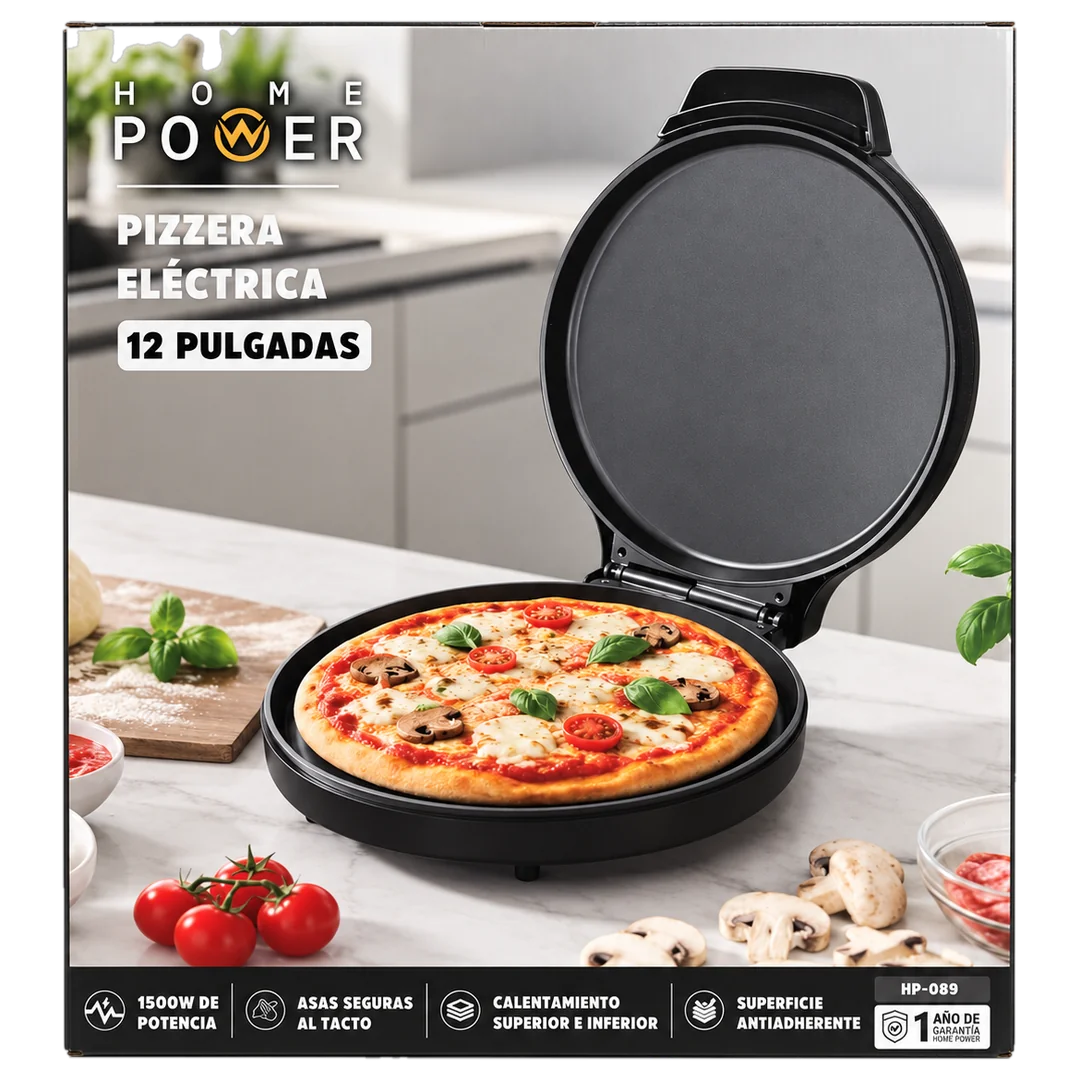 HOME
POWER
PIZZERA
ELÉCTRICA
12 PULGADAS
1500W DE
POTENCIA
ASAS SEGURAS
AL TACTO
CALENTAMIENTO
SUPERIOR E INFERIOR
SUPERFICIE
ANTIADHERENTE
HP-089
1 AÑO DE
GARANTÍA
HOME POWER